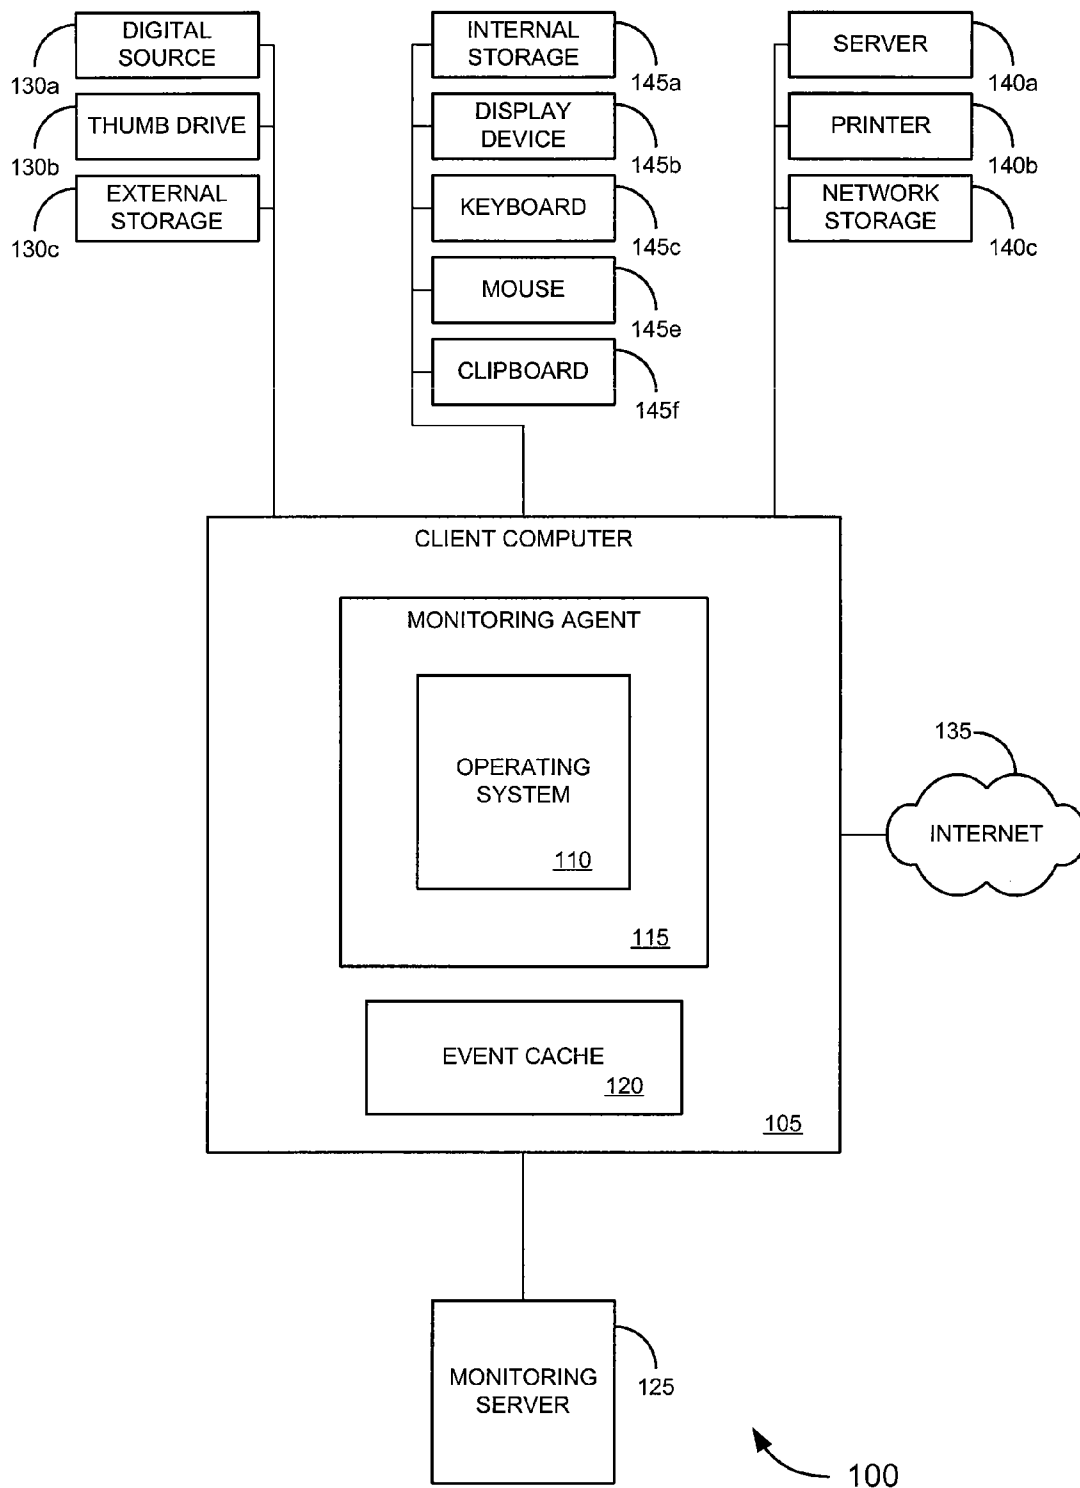 DIGITAL
SOURCE
130a
THUMB DRIVE
130b
EXTERNAL
STORAGE
130c
INTERNAL
STORAGE
145a
DISPLAY
DEVICE
145b
KEYBOARD
145c
MOUSE
145e
CLIPBOARD
145f
SERVER
140a
PRINTER
140b
NETWORK
STORAGE
140c
CLIENT COMPUTER
MONITORING AGENT
OPERATING
SYSTEM
110
115
EVENT CACHE
120
105
135
INTERNET
MONITORING
SERVER
125
100